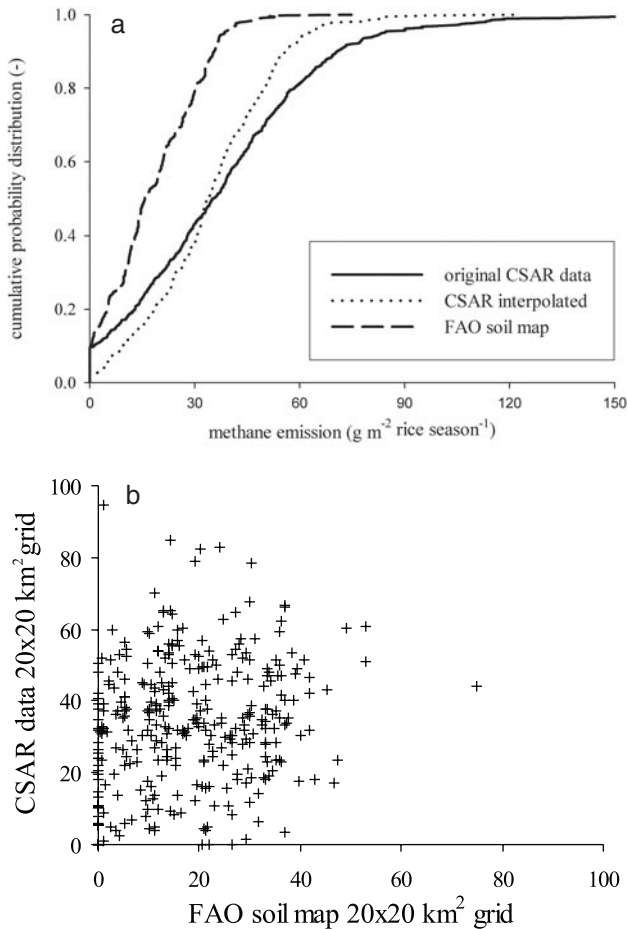 a
cumulative probability distribution (-)
1.0
0.8
0.6
0.4
0.2
0.0
original CSAR data
CSAR interpolated
FAO soil map
0 30 60 90 120 150
methane emission (g m⁻² rice season⁻¹)
b
CSAR data 20x20 km² grid
100
80
60
40
20
0
0 20 40 60 80 100
FAO soil map 20x20 km² grid